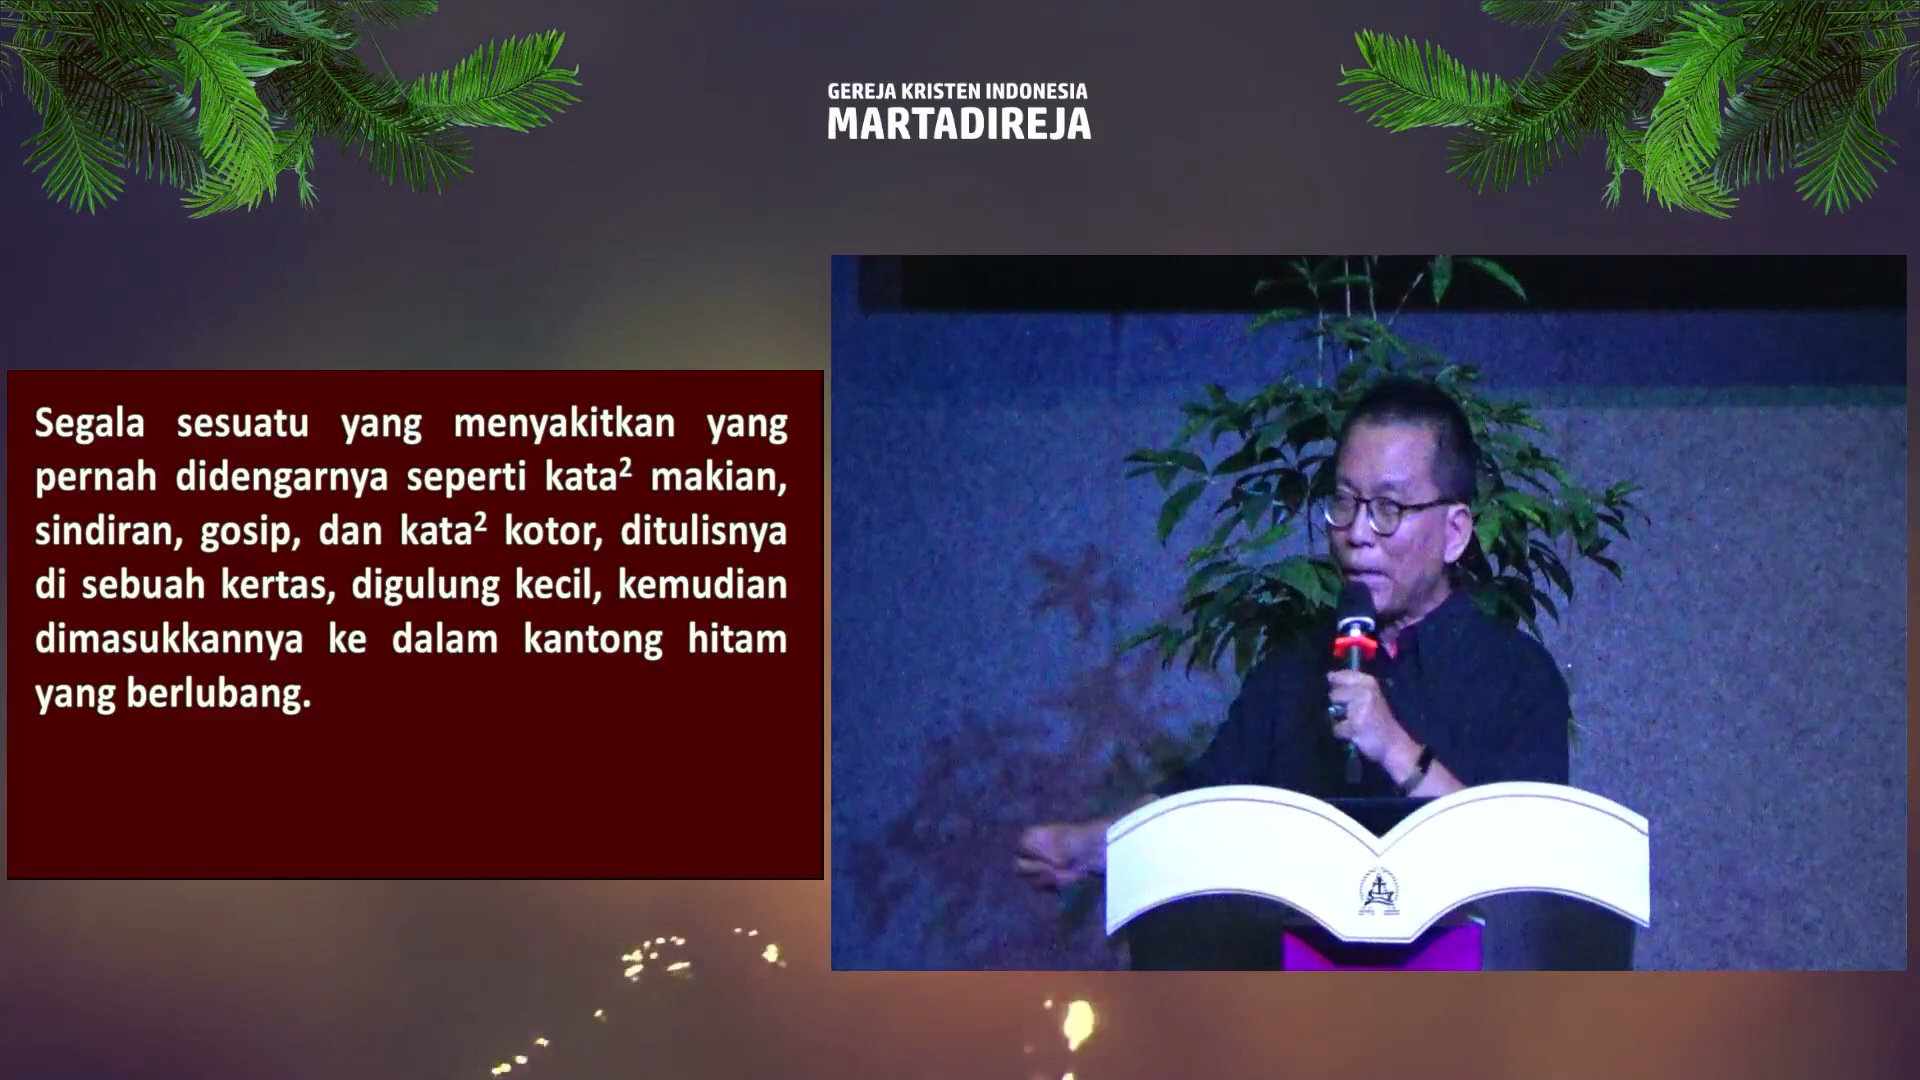 GEREJA KRISTEN INDONESIA
MARTADIREJA
Segala sesuatu yang menyakitkan yang
pernah didengarnya seperti kata² makian,
sindiran, gosip, dan kata² kotor, ditulisnya
di sebuah kertas, digulung kecil, kemudian
dimasukkannya ke dalam kantong hitam
yang berlubang.